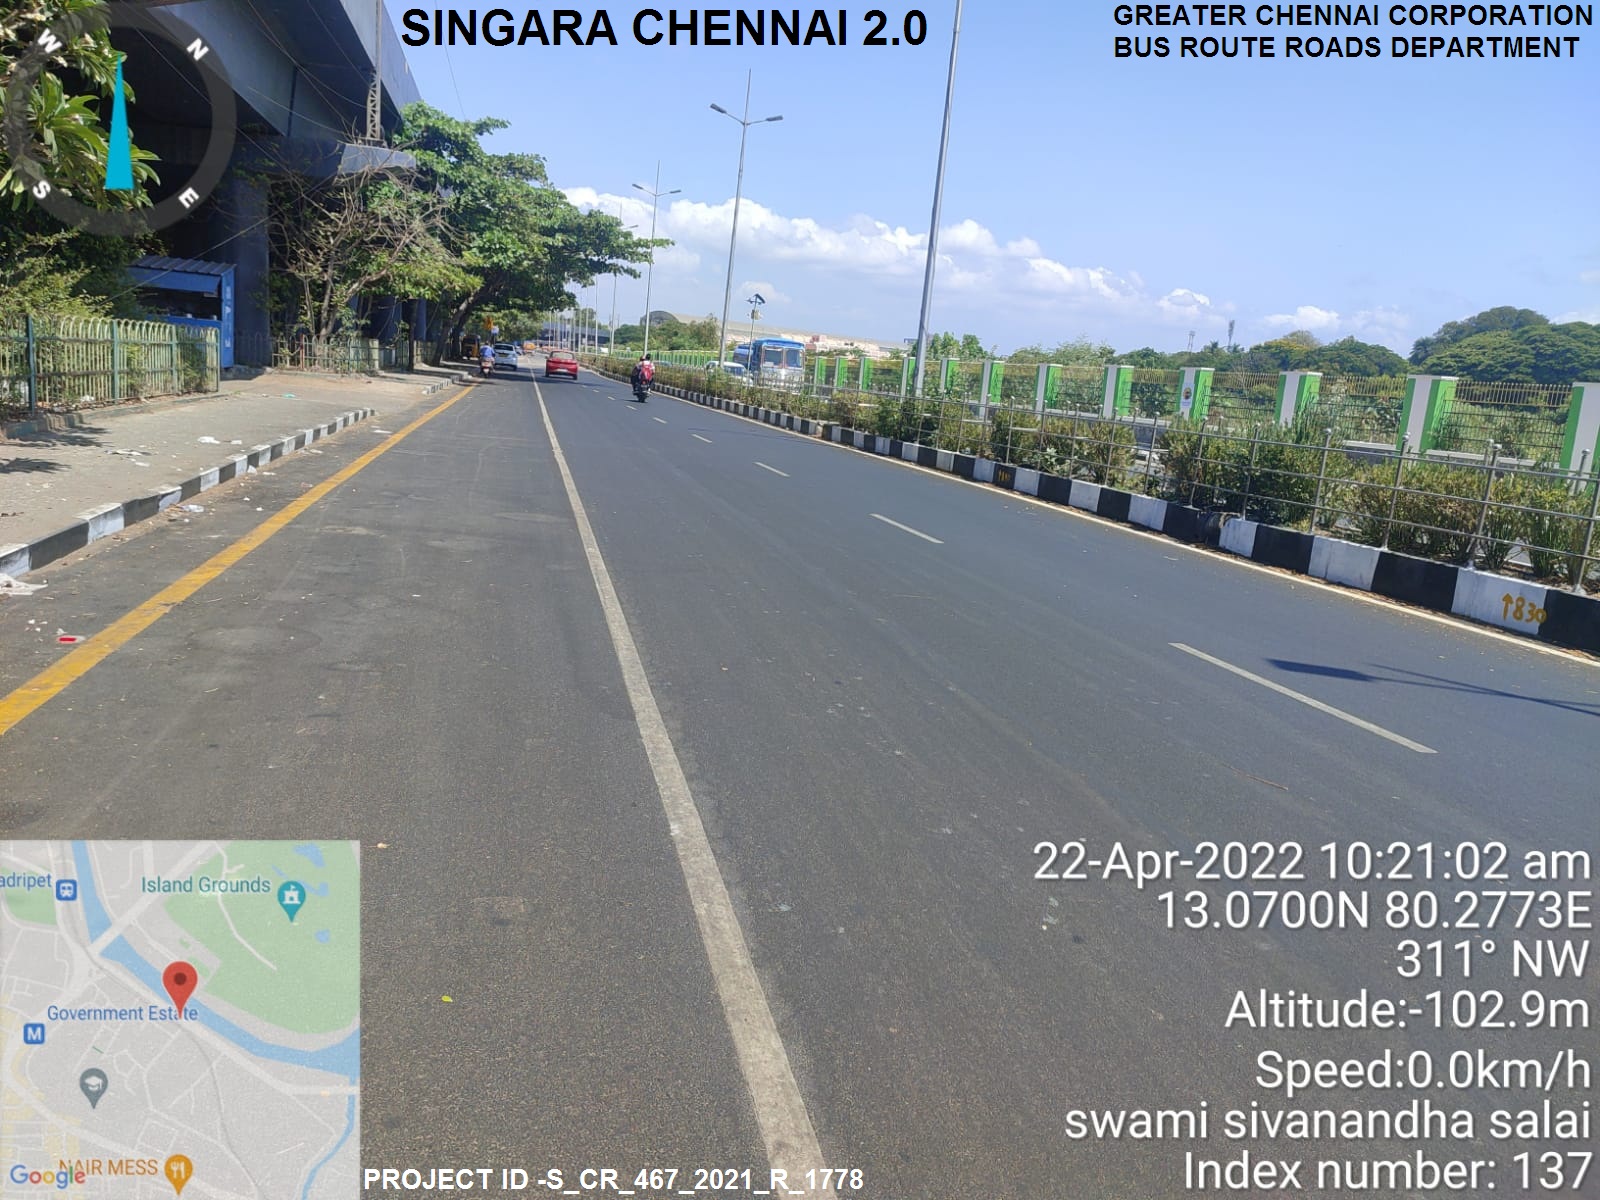 SINGARA CHENNAI 2.0
GREATER CHENNAI CORPORATION
BUS ROUTE ROADS DEPARTMENT
W
N
S
E
↑830
adripet
Island Grounds
Government Estate
M
NAIR MESS
Google
22-Apr-2022 10:21:02 am
13.0700N 80.2773E
311° NW
Altitude:-102.9m
Speed:0.0km/h
swami sivanandha salai
Index number: 137
PROJECT ID -S_CR_467_2021_R_1778